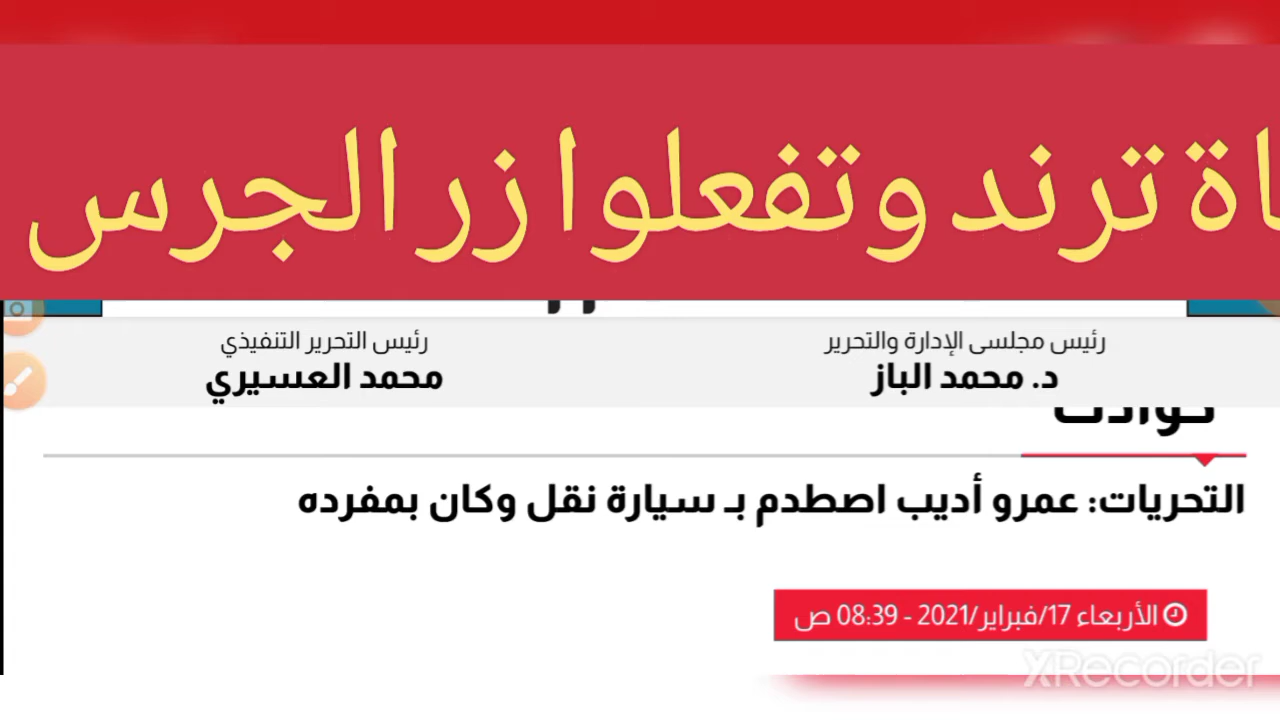 ترند وتفعلوا زر الجرس
رئيس مجلسى الإدارة والتحرير
د. محمد الباز
رئيس التحرير التنفيذي
محمد العسيري
التحريات: عمرو أديب اصطدم بـ سيارة نقل وكان بمفرده
الأربعاء 17/فبراير/2021 - 08:39 ص
XRecorder